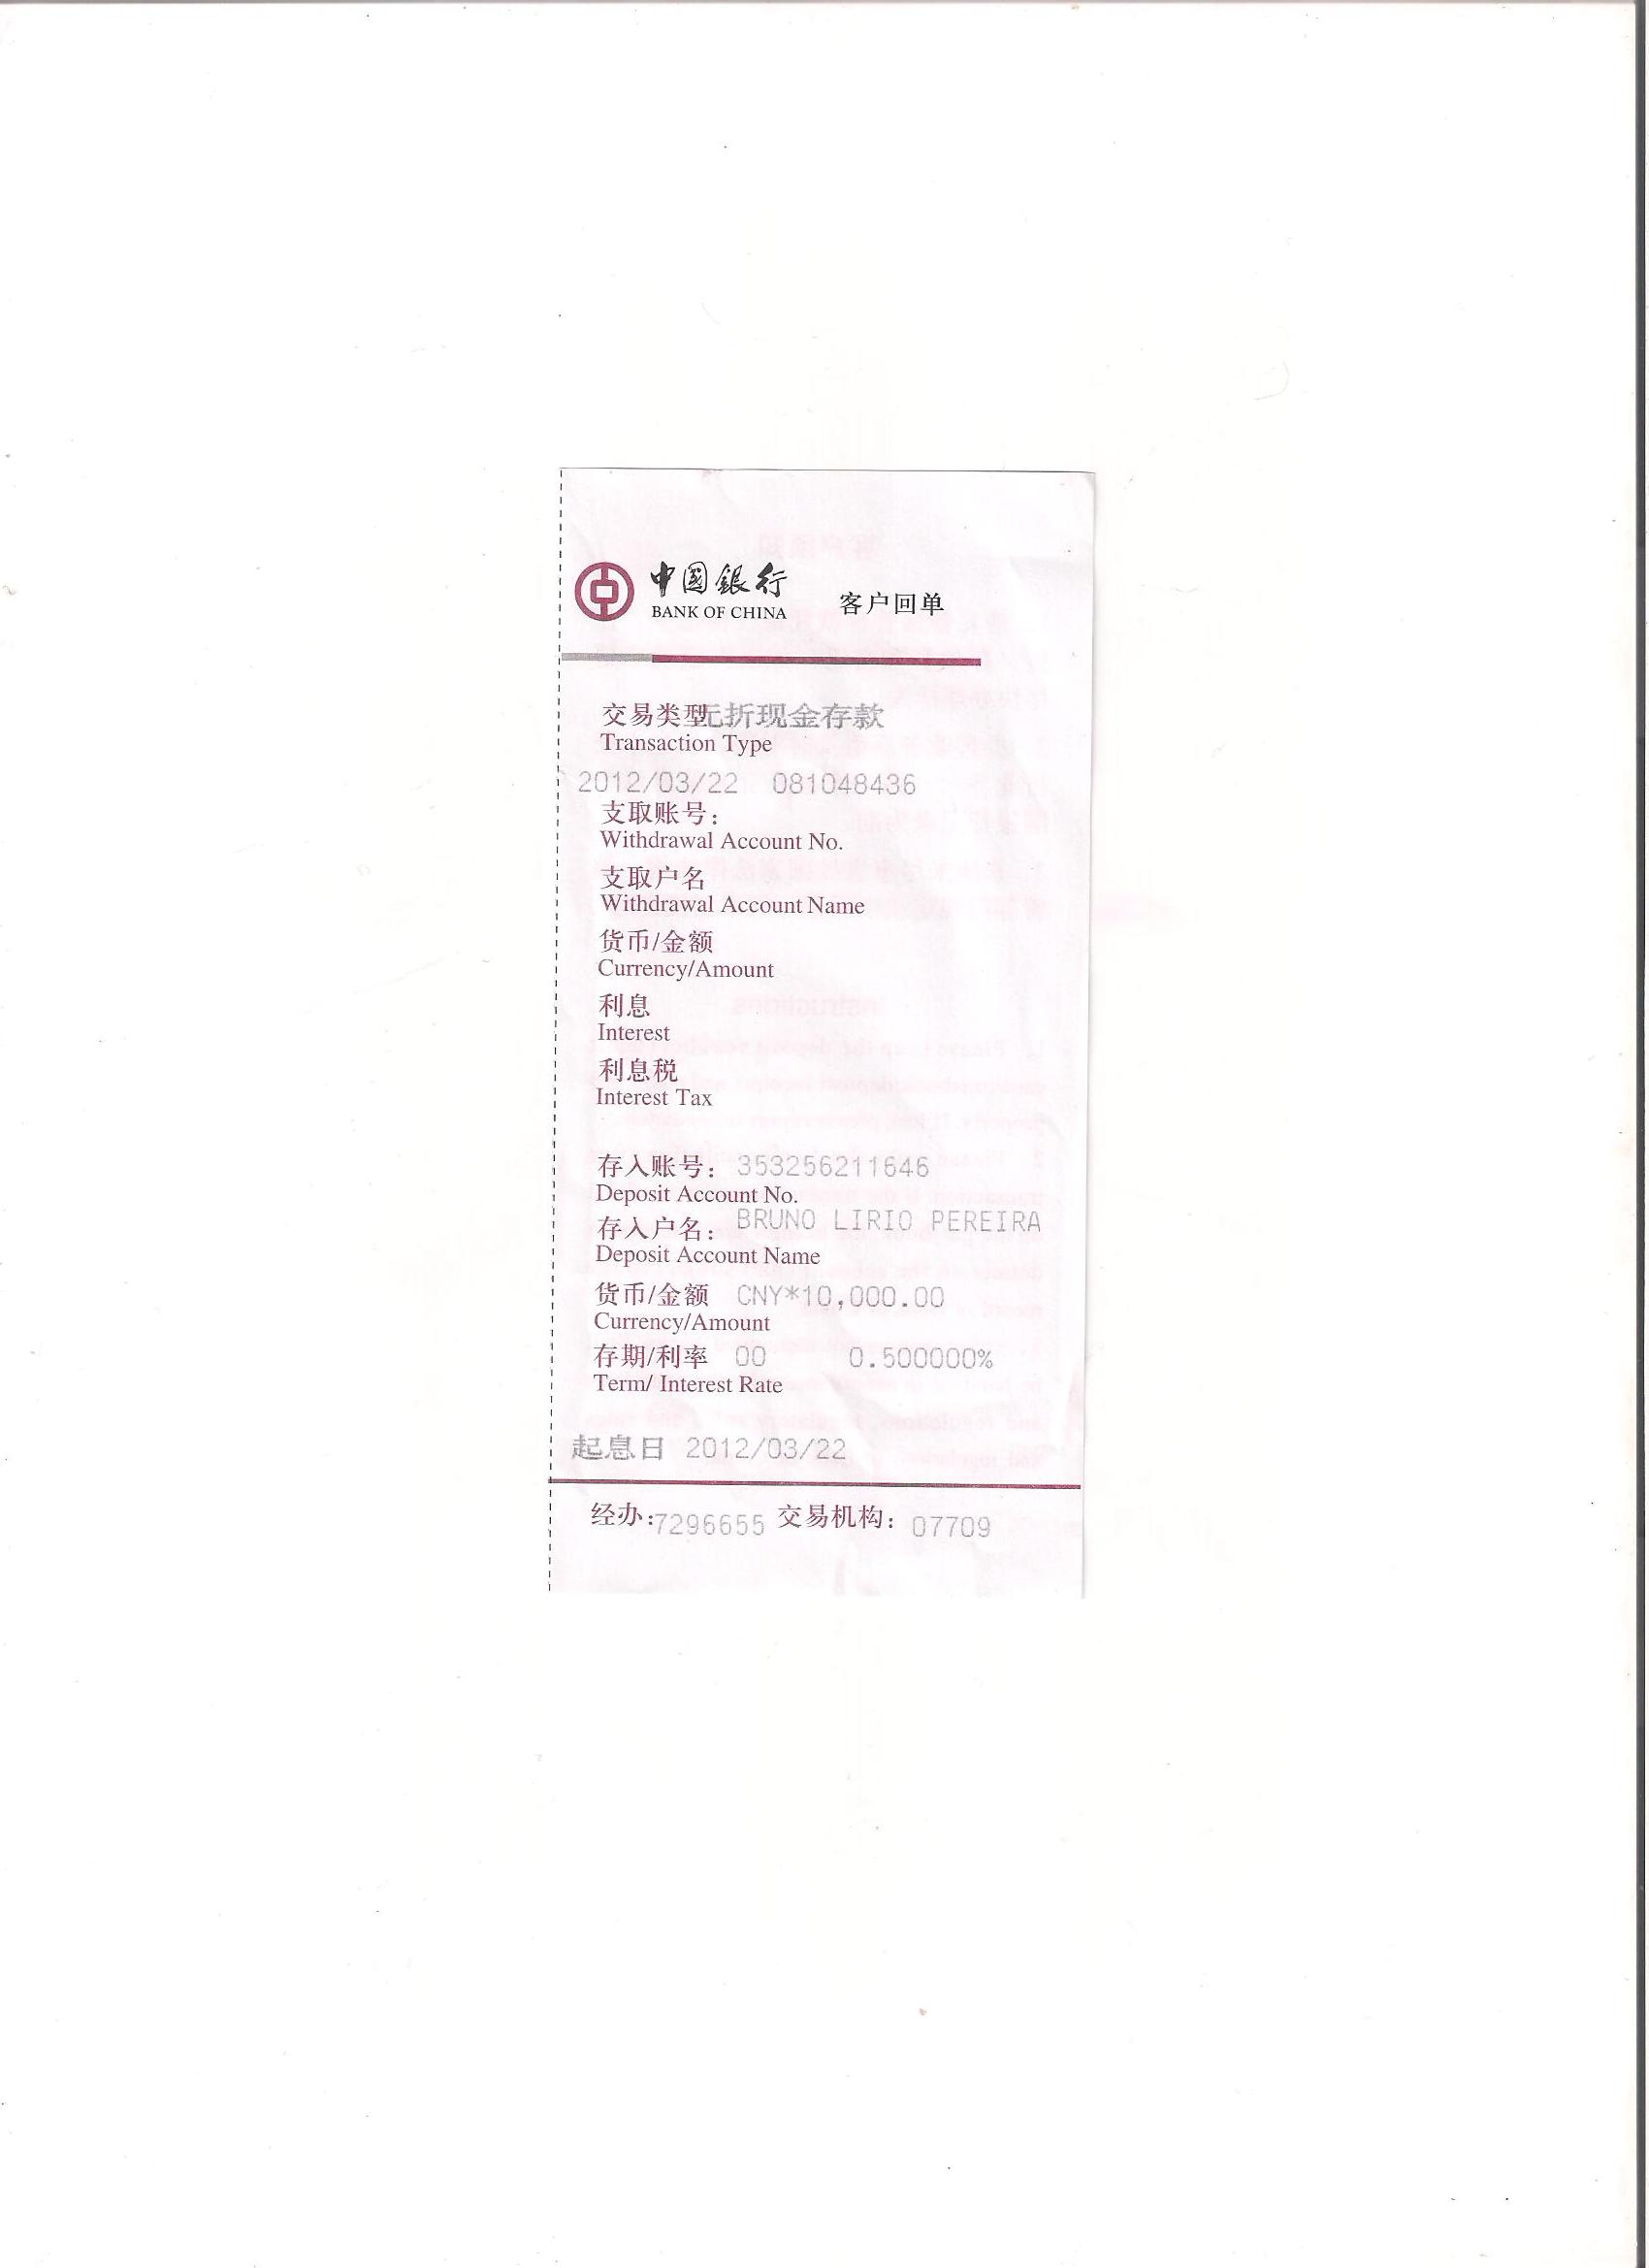 中國銀行
BANK OF CHINA
客户回单
交易类型无折现金存款
Transaction Type
2012/03/22 081048436
支取账号:
Withdrawal Account No.
支取户名
Withdrawal Account Name
货币/金额
Currency/Amount
利息
Interest
利息税
Interest Tax
存入账号: 353256211646
Deposit Account No.
存入户名: BRUNO LIRIO PEREIRA
Deposit Account Name
货币/金额 CNY*10,000.00
Currency/Amount
存期/利率 00 0.500000%
Term/ Interest Rate
起息日 2012/03/22
经办:7296655 交易机构: 07709